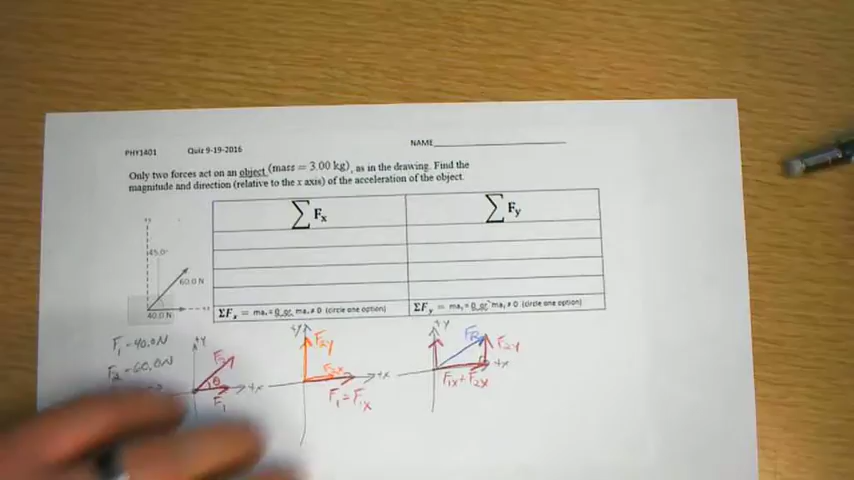 PHY1401 Quiz 9-19-2016 NAME
Only two forces act on an object (mass = 3.00 kg), as in the drawing. Find the
magnitude and direction (relative to the x axis) of the acceleration of the object.
∑ Fx ∑ Fy
45.0°
60.0 N
40.0 N
ΣFx = max = 0 or max ≠ 0 (circle one option) ΣFy = may = 0 or may ≠ 0 (circle one option)
F1 = 40.0N
F2 = 60.0N
+Y F2 θ +X F1
+Y F2y F2x +X F1 = F1x
+Y FR F2y +X F1x + F2x